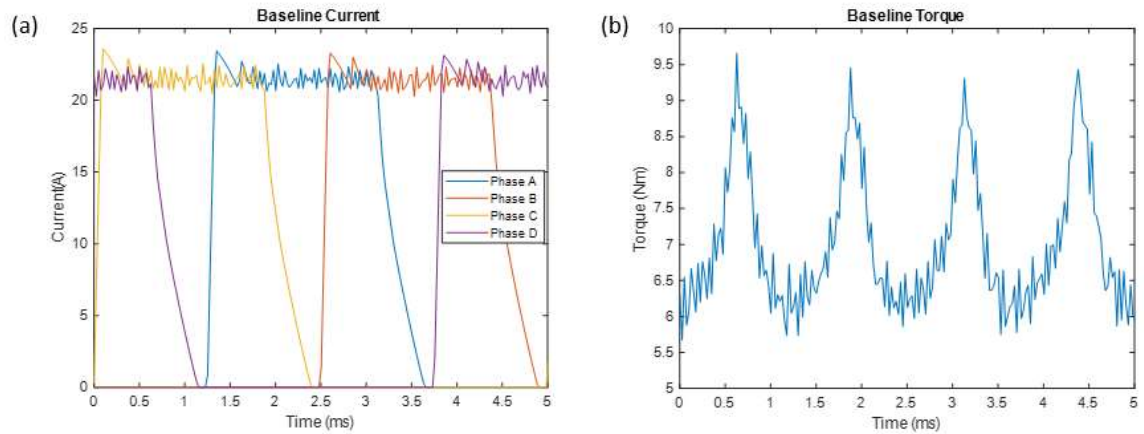 (a)
Baseline Current
25
20
15
10
5
0
Current(A)
0 0.5 1 1.5 2 2.5 3 3.5 4 4.5 5
Time (ms)
Phase A
Phase B
Phase C
Phase D
(b)
Baseline Torque
10
9.5
9
8.5
8
7.5
7
6.5
6
5.5
5
Torque (Nm)
0 0.5 1 1.5 2 2.5 3 3.5 4 4.5 5
Time (ms)